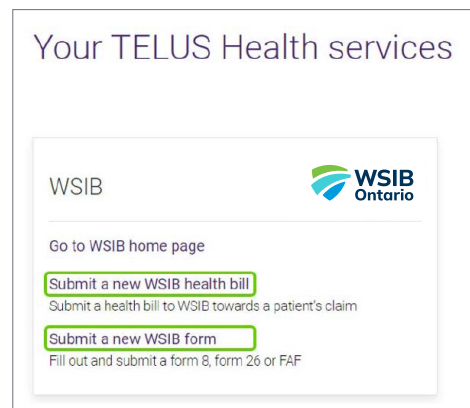 Your TELUS Health services
WSIB
WSIB
Ontario
Go to WSIB home page
Submit a new WSIB health bill
Submit a health bill to WSIB towards a patient's claim
Submit a new WSIB form
Fill out and submit a form 8, form 26 or FAF